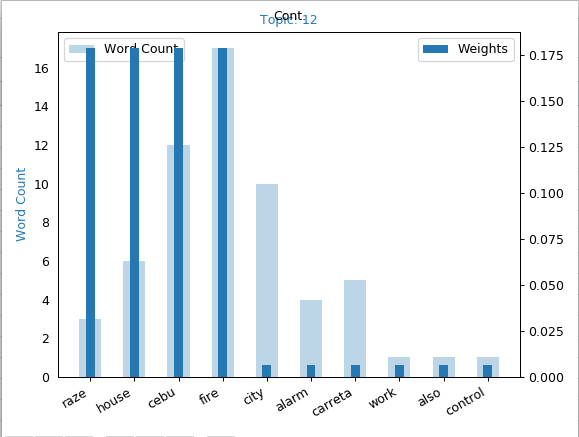 Cont.
Topic: 12
Word Count
Weights
16
14
12
10
8
6
4
2
0
Word Count
0.175
0.150
0.125
0.100
0.075
0.050
0.025
0.000
raze house cebu fire city alarm carreta work also control